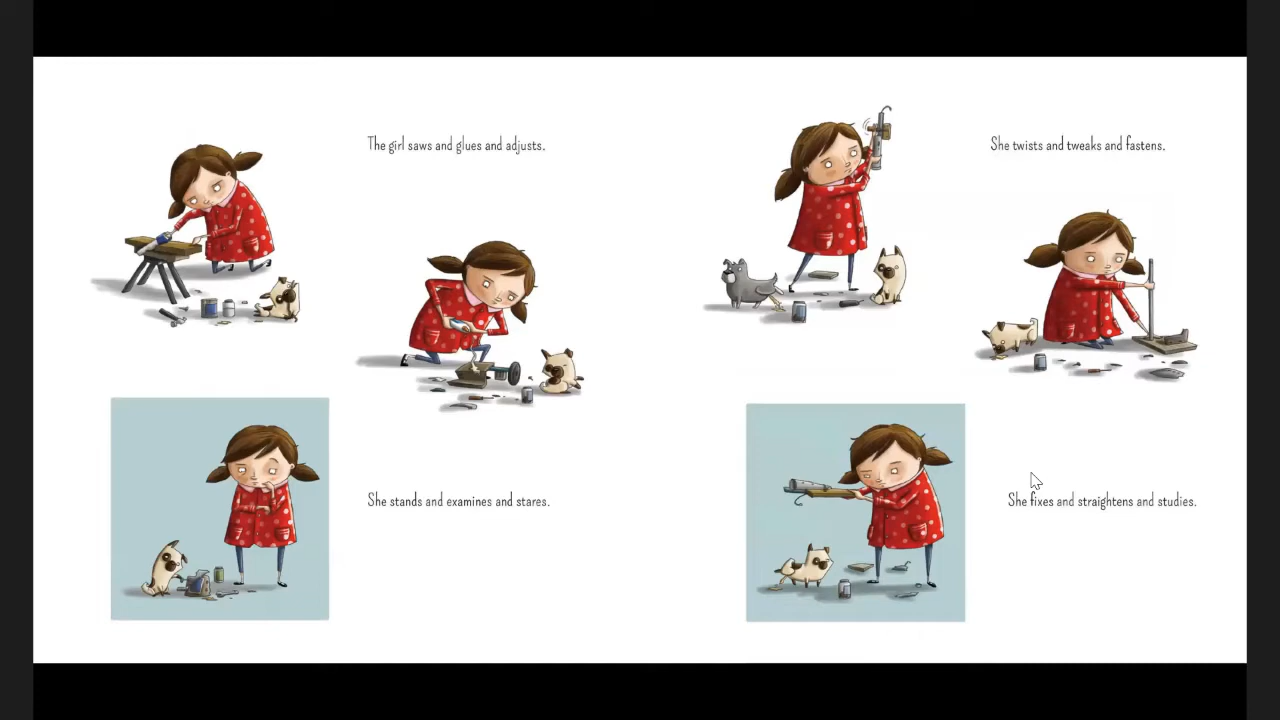 The girl saws and glues and adjusts.
She stands and examines and stares.
She twists and tweaks and fastens.
She fixes and straightens and studies.